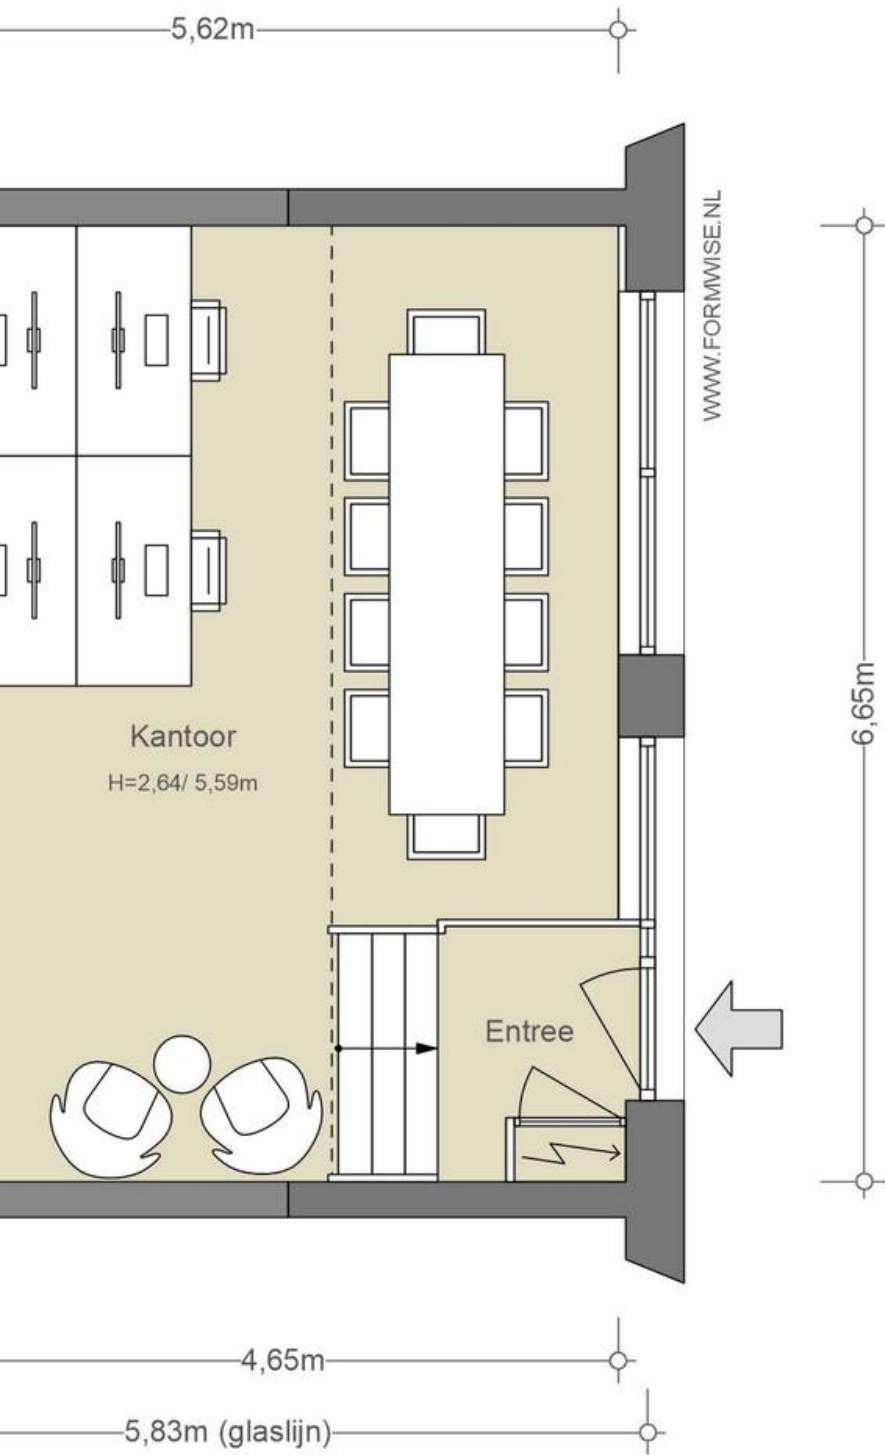 5,62m
WWW.FORMWISE.NL
6,65m
Kantoor
H=2,64/ 5,59m
Entree
4,65m
5,83m (glaslijn)